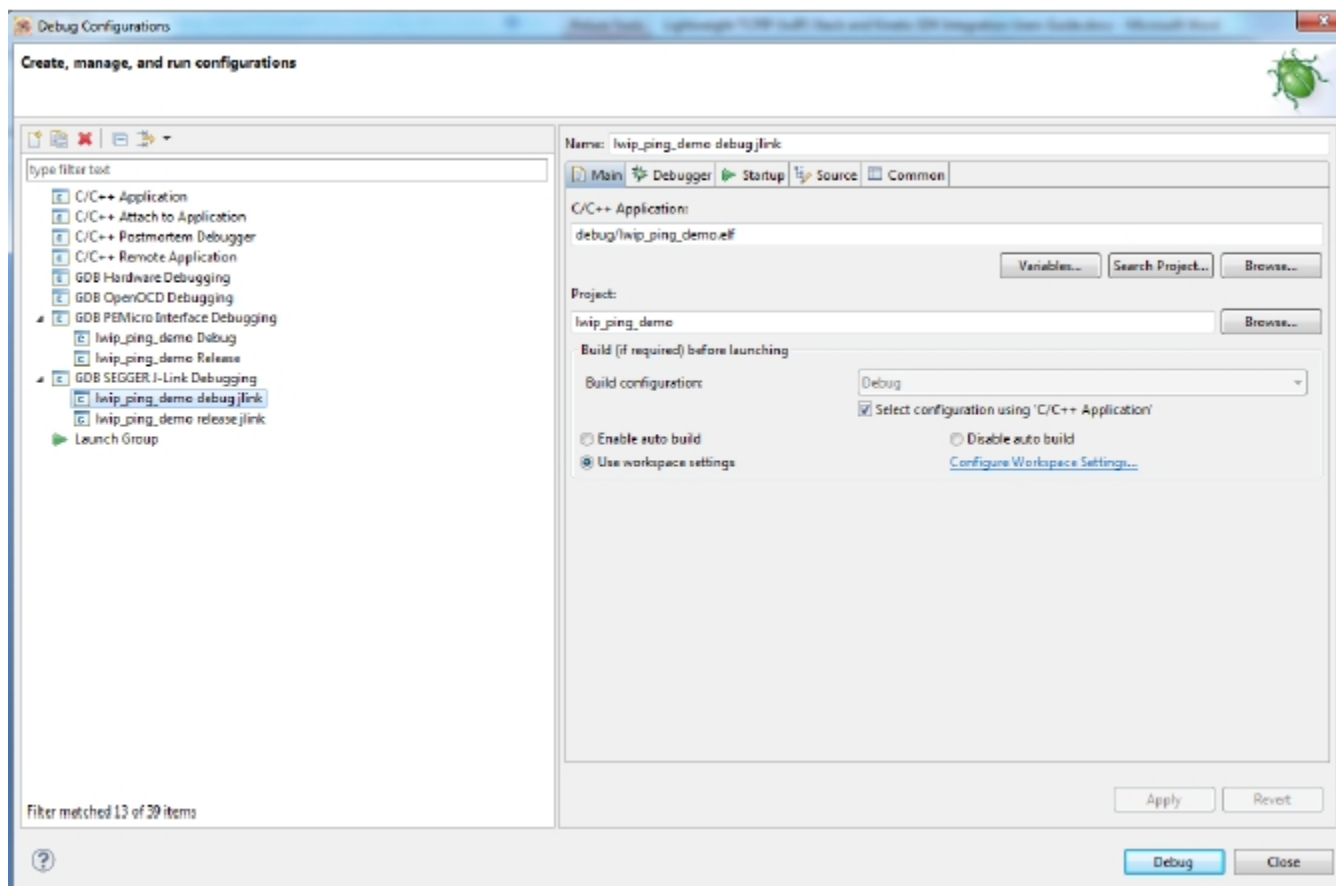 Debug Configurations
Create, manage, and run configurations
type filter text
C/C++ Application
C/C++ Attach to Application
C/C++ Postmortem Debugger
C/C++ Remote Application
GDB Hardware Debugging
GDB OpenOCD Debugging
GDB PEMicro Interface Debugging
lwip_ping_demo Debug
lwip_ping_demo Release
GDB SEGGER J-Link Debugging
lwip_ping_demo debug jlink
lwip_ping_demo release jlink
Launch Group
Filter matched 13 of 39 items
Name: lwip_ping_demo debug jlink
Main Debugger Startup Source Common
C/C++ Application:
debug/lwip_ping_demo.elf
Variables... Search Project... Browse...
Project:
lwip_ping_demo Browse...
Build (if required) before launching
Build configuration: Debug
Select configuration using 'C/C++ Application'
Enable auto build Disable auto build
Use workspace settings Configure Workspace Settings...
Apply Revert
Debug Close